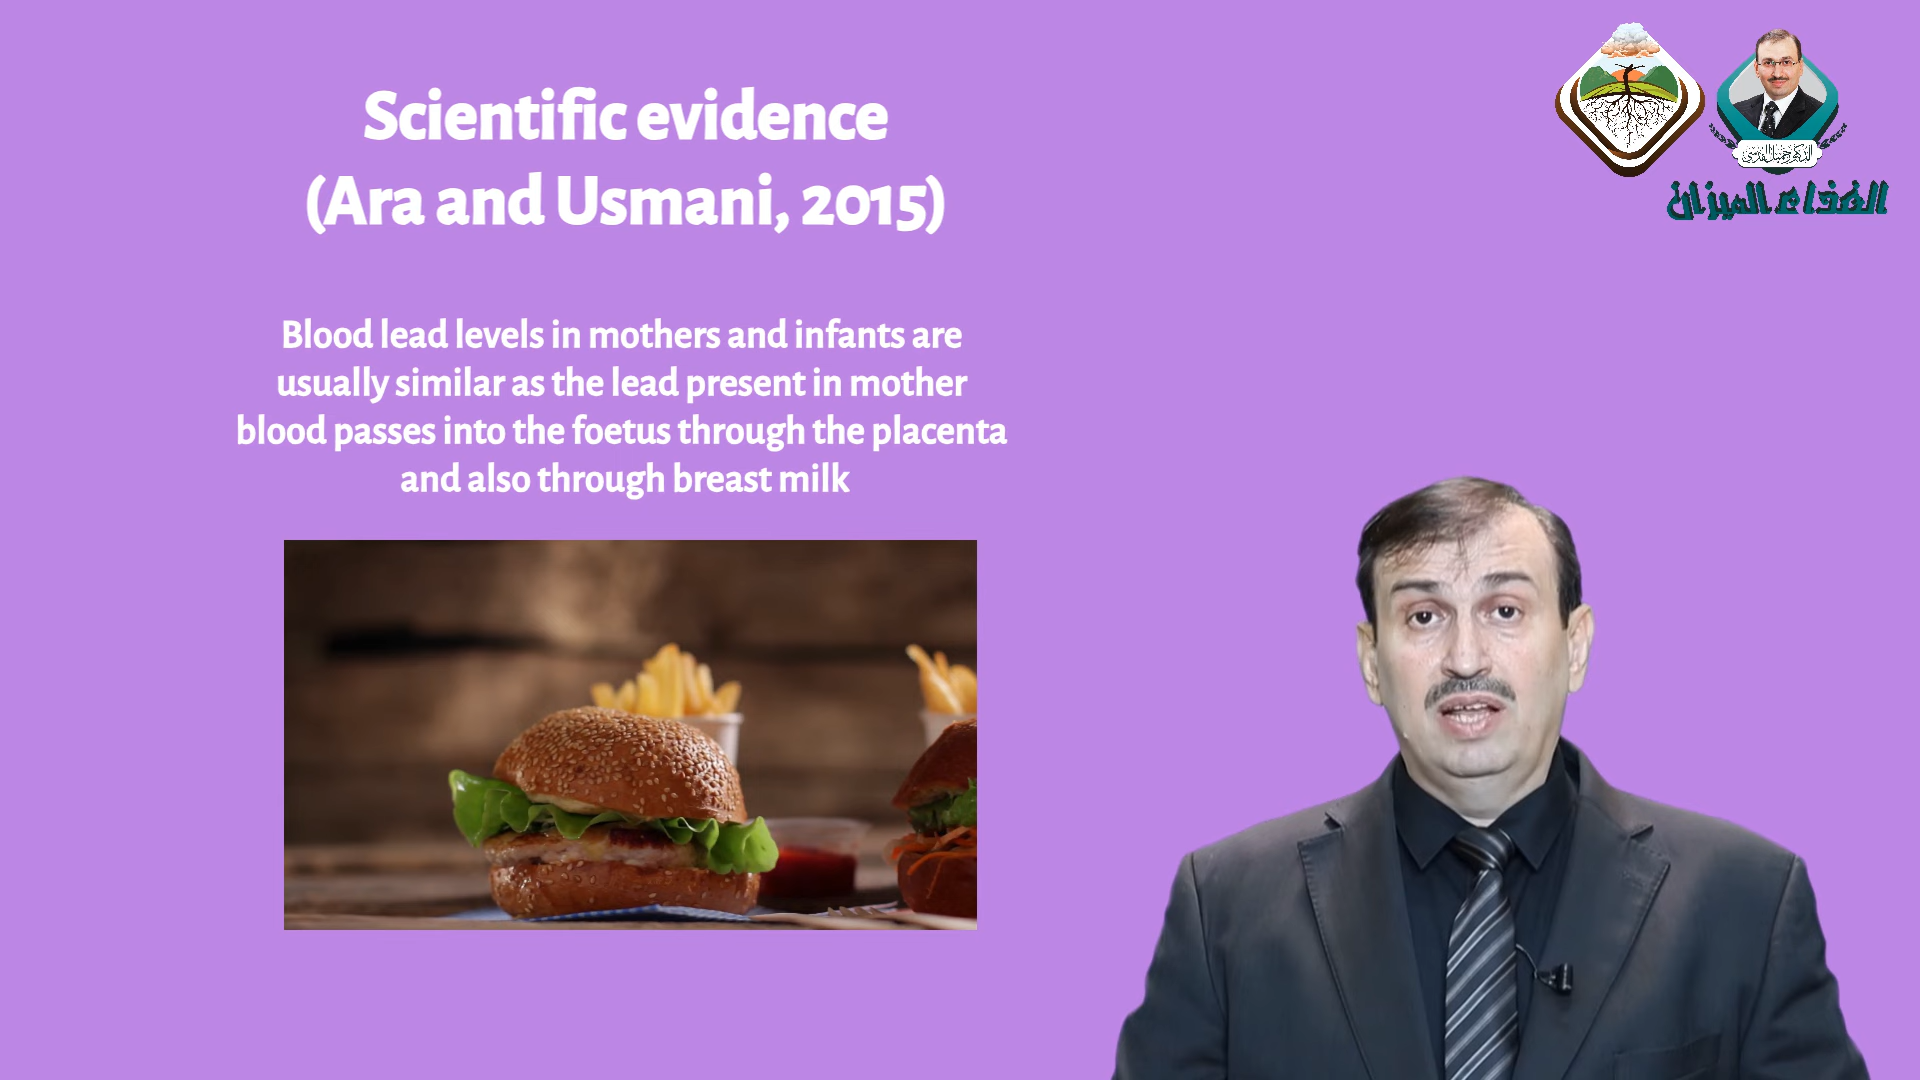 Scientific evidence
(Ara and Usmani, 2015)
Blood lead levels in mothers and infants are
usually similar as the lead present in mother
blood passes into the foetus through the placenta
and also through breast milk
الغذاء الميزان